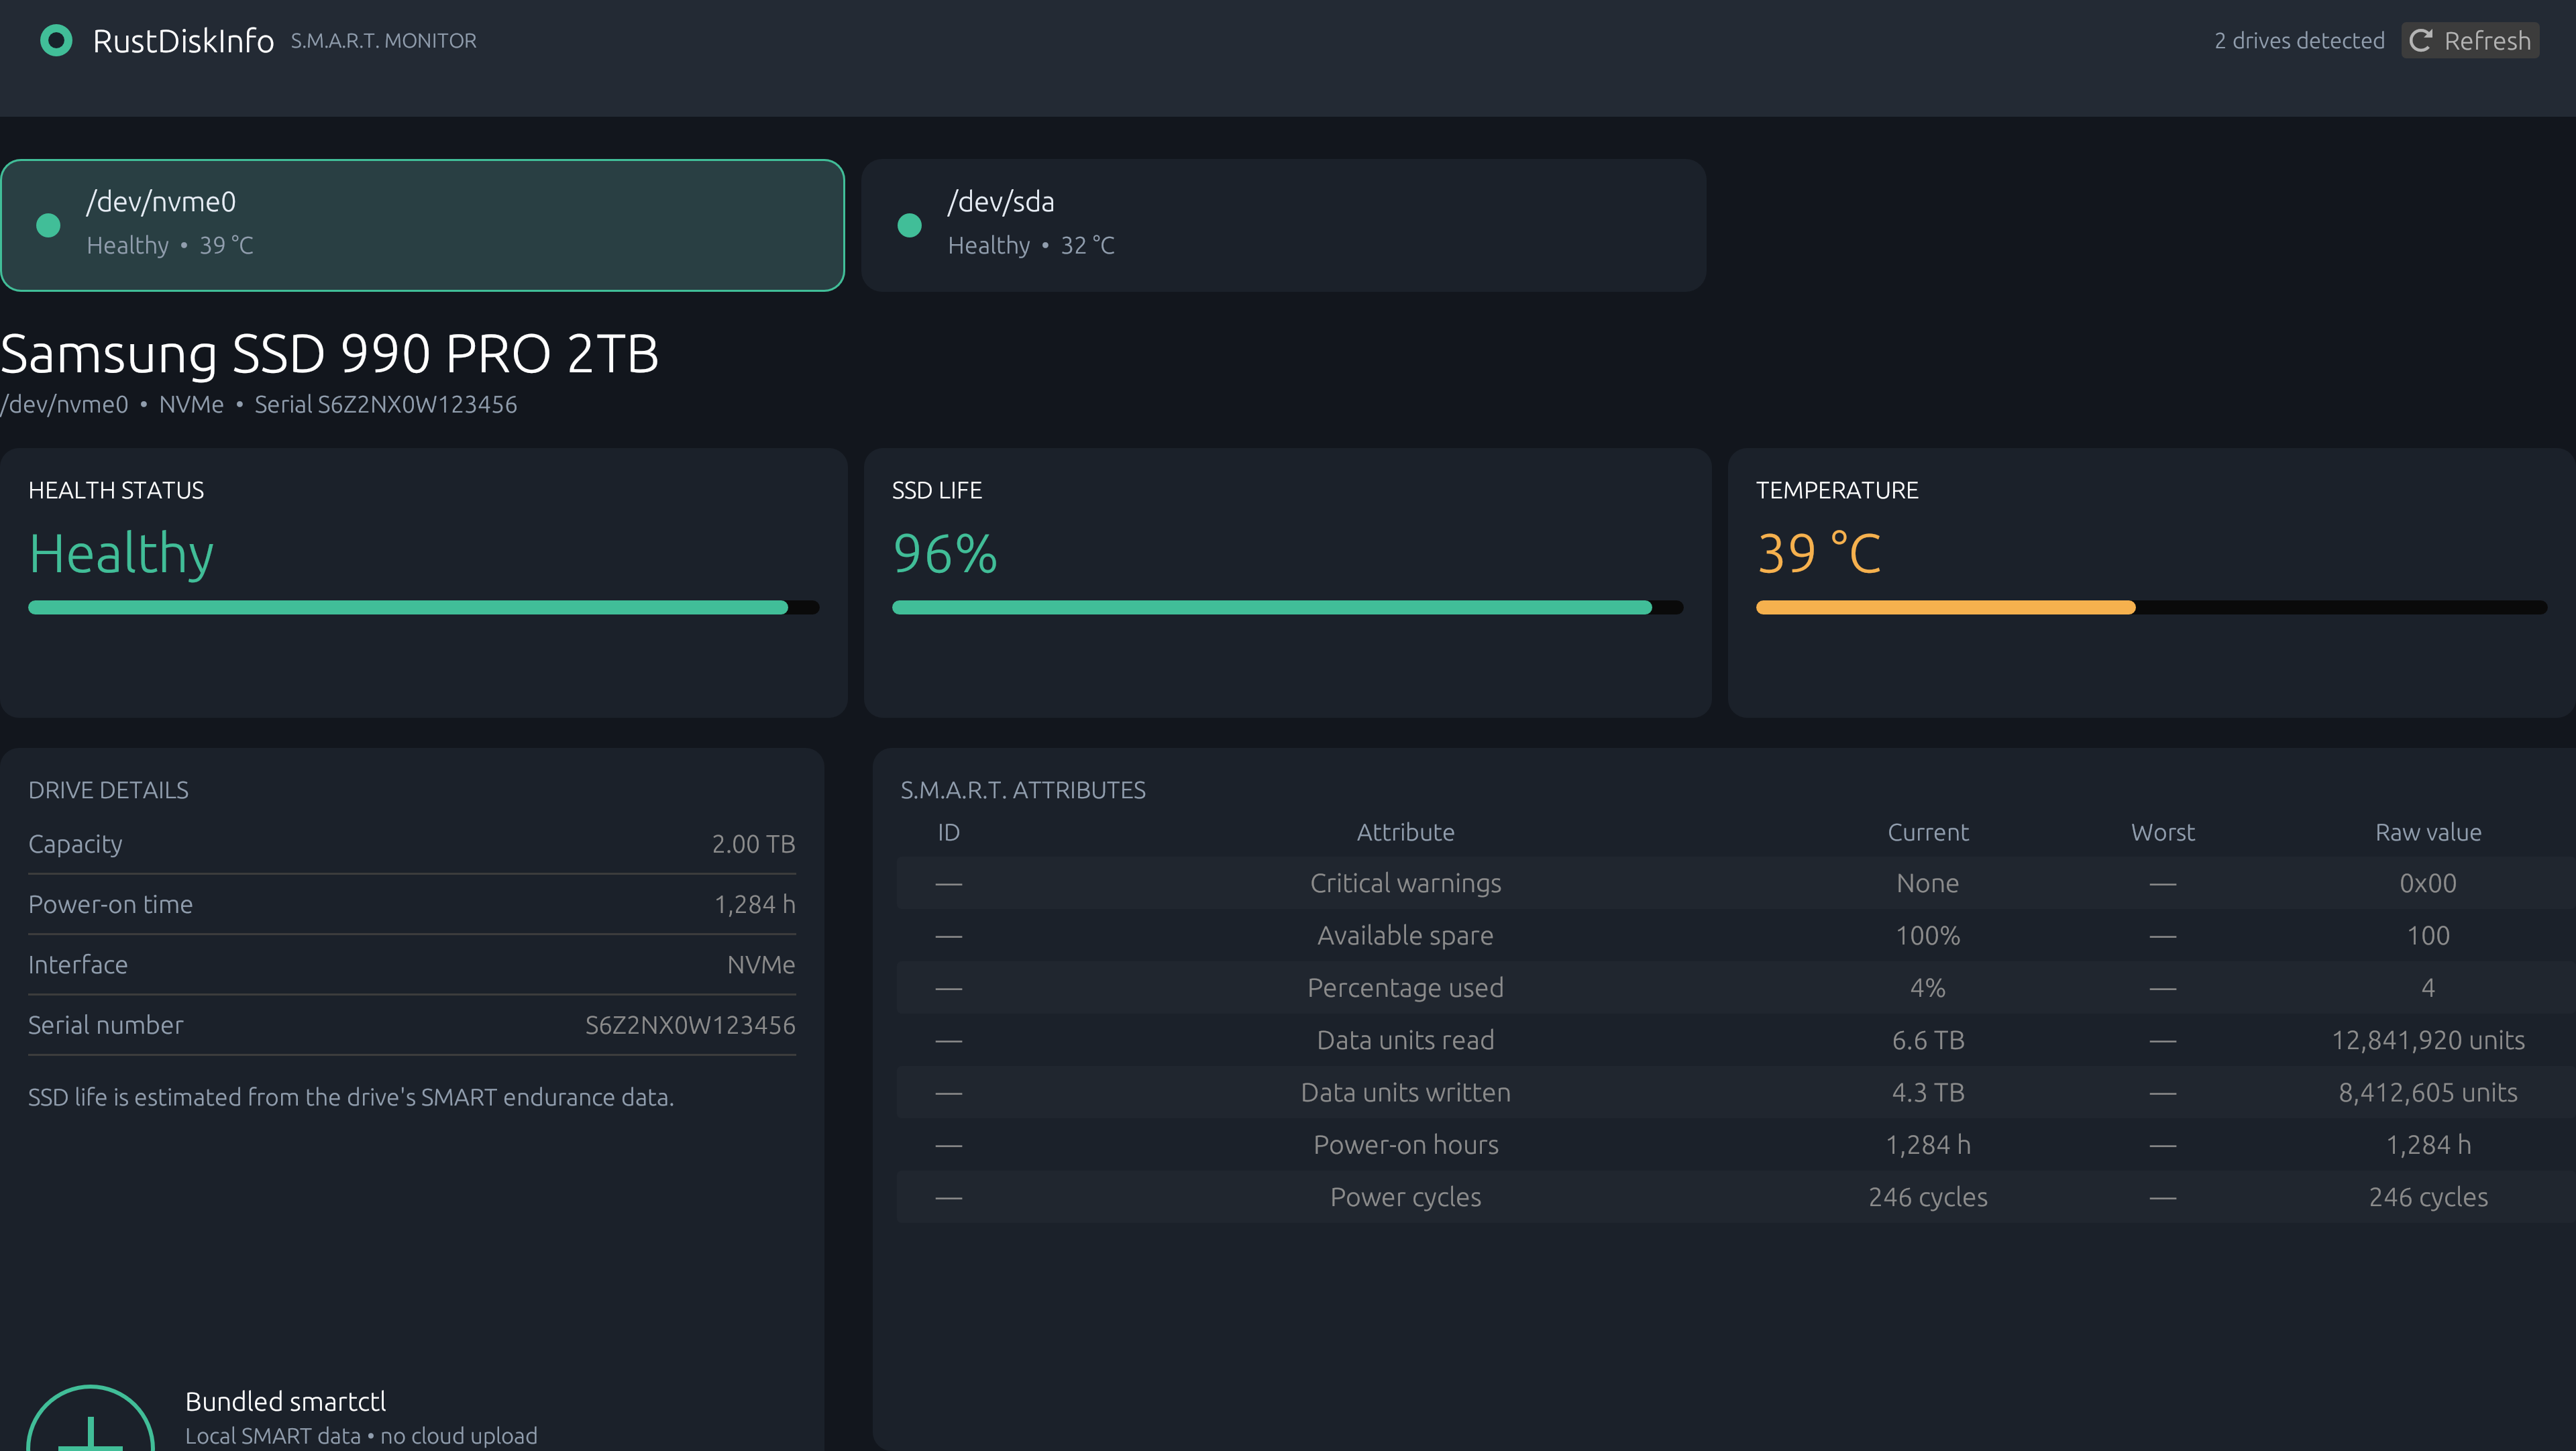 RustDiskInfo S.M.A.R.T. MONITOR 2 drives detected Refresh
/dev/nvme0
Healthy • 39 °C
/dev/sda
Healthy • 32 °C
Samsung SSD 990 PRO 2TB
/dev/nvme0 • NVMe • Serial S6Z2NX0W123456
HEALTH STATUS
Healthy
SSD LIFE
96%
TEMPERATURE
39 °C
DRIVE DETAILS
Capacity 2.00 TB
Power-on time 1,284 h
Interface NVMe
Serial number S6Z2NX0W123456
SSD life is estimated from the drive's SMART endurance data.
Bundled smartctl
Local SMART data • no cloud upload
S.M.A.R.T. ATTRIBUTES
ID Attribute Current Worst Raw value
— Critical warnings None — 0x00
— Available spare 100% — 100
— Percentage used 4% — 4
— Data units read 6.6 TB — 12,841,920 units
— Data units written 4.3 TB — 8,412,605 units
— Power-on hours 1,284 h — 1,284 h
— Power cycles 246 cycles — 246 cycles